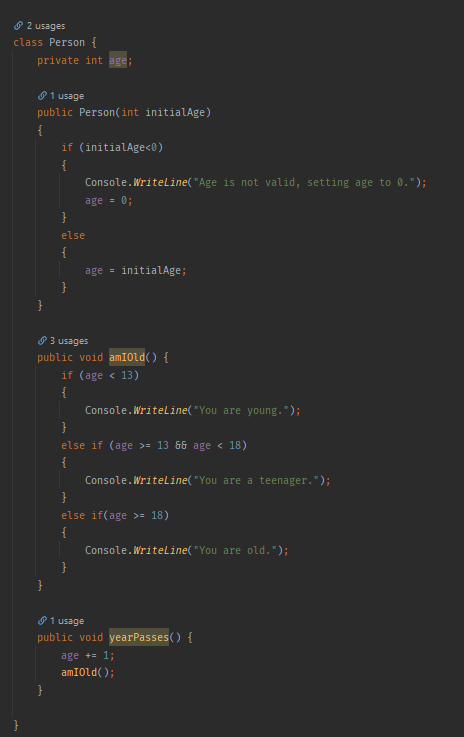 2 usages
class Person {
    private int age;

    1 usage
    public Person(int initialAge)
    {
        if (initialAge<0)
        {
            Console.WriteLine("Age is not valid, setting age to 0.");
            age = 0;
        }
        else
        {
            age = initialAge;
        }
    }

    3 usages
    public void amIOld() {
        if (age < 13)
        {
            Console.WriteLine("You are young.");
        }
        else if (age >= 13 && age < 18)
        {
            Console.WriteLine("You are a teenager.");
        }
        else if(age >= 18)
        {
            Console.WriteLine("You are old.");
        }
    }

    1 usage
    public void yearPasses() {
        age += 1;
        amIOld();
    }

}